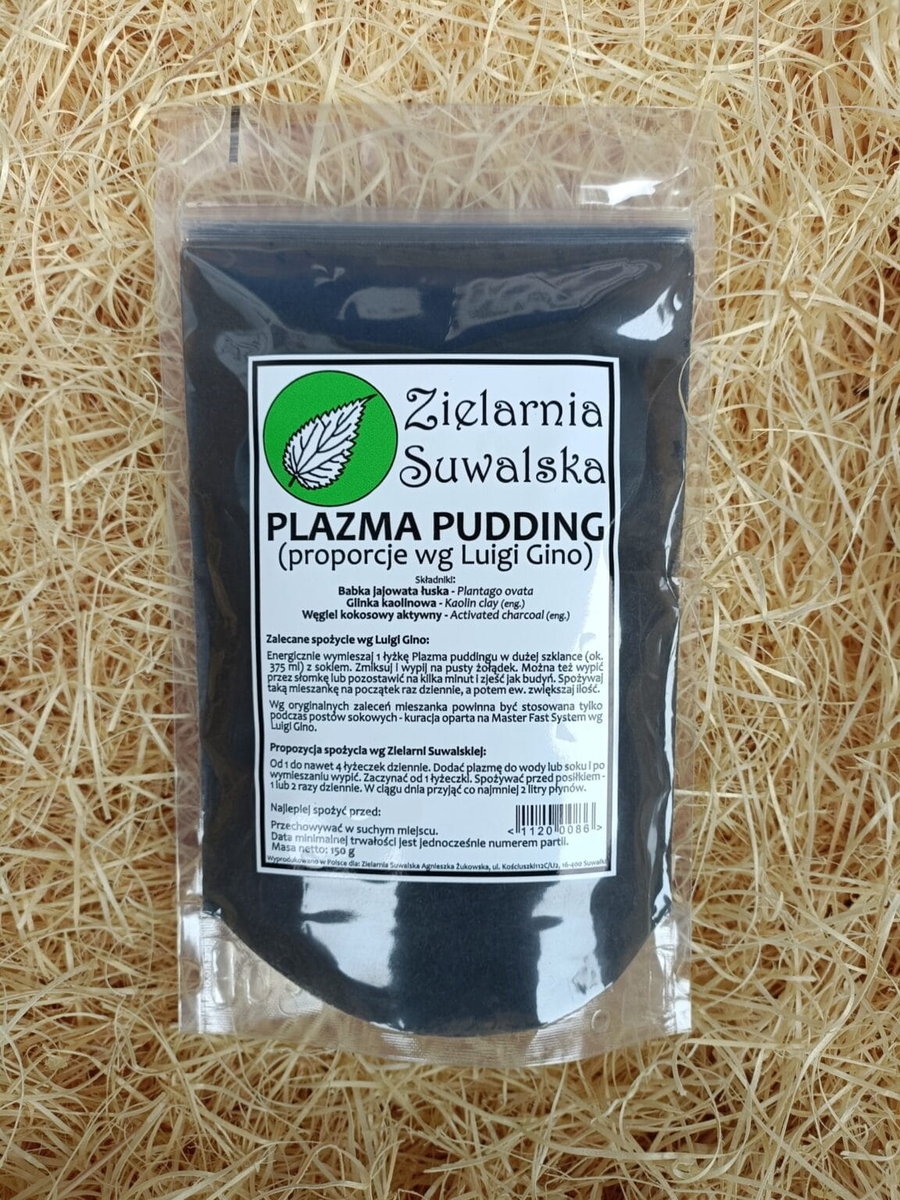 Zielarnia
Suwalska
PLAZMA PUDDING
(proporcje wg Luigi Gino)
Składniki:
Babka jajowata łuska - Plantago ovata
Glinka kaolinowa - Kaolin clay (eng.)
Węgiel kokosowy aktywny - Activated charcoal (eng.)
Zalecane spożycie wg Luigi Gino:
Energicznie wymieszaj 1 łyżkę Plazma puddingu w dużej szklance (ok.
375 ml) z sokiem. Zmiksuj i wypij na pusty żołądek. Można też wypić
przez słomkę lub pozostawić na kilka minut i zjeść jak budyń. Spożywaj
taką mieszankę na początek raz dziennie, a potem ew. zwiększaj ilość.
Wg oryginalnych zaleceń mieszanka powinna być stosowana tylko
podczas postów sokowych - kuracja oparta na Master Fast System wg
Luigi Gino.
Propozycja spożycia wg Zielarni Suwalskiej:
Od 1 do nawet 4 łyżeczek dziennie. Dodać plazmę do wody lub soku i po
wymieszaniu wypić. Zaczynać od 1 łyżeczki. Spożywać przed posiłkiem -
1 lub 2 razy dziennie. W ciągu dnia przyjąć co najmniej 2 litry płynów.
Najlepiej spożyć przed:
< 1120 0086 >
Przechowywać w suchym miejscu.
Data minimalnej trwałości jest jednocześnie numerem partii.
Masa netto: 150 g
Wyprodukowano w Polsce dla: Zielarnia Suwalska Agnieszka Żukowska, ul. Kościuszki 112C/U2, 16-400 Suwałki